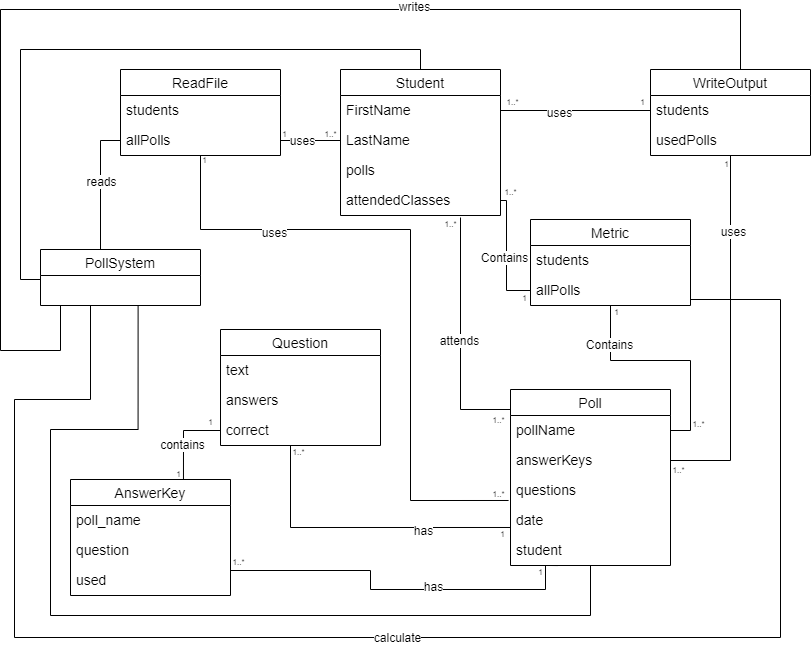 writes
ReadFile
students
allPolls
Student
FirstName
LastName
polls
attendedClasses
WriteOutput
students
usedPolls
1
uses
1..*
1..*
uses
1
reads
1
uses
1..*
1..*
Contains
1
attends
1..*
1
uses
1..*
Metric
students
allPolls
1
Contains
1..*
PollSystem
Question
text
answers
correct
1
contains
1
1..*
has
1
AnswerKey
poll_name
question
used
1..*
has
1
Poll
pollName
answerKeys
questions
date
student
1..*
calculate